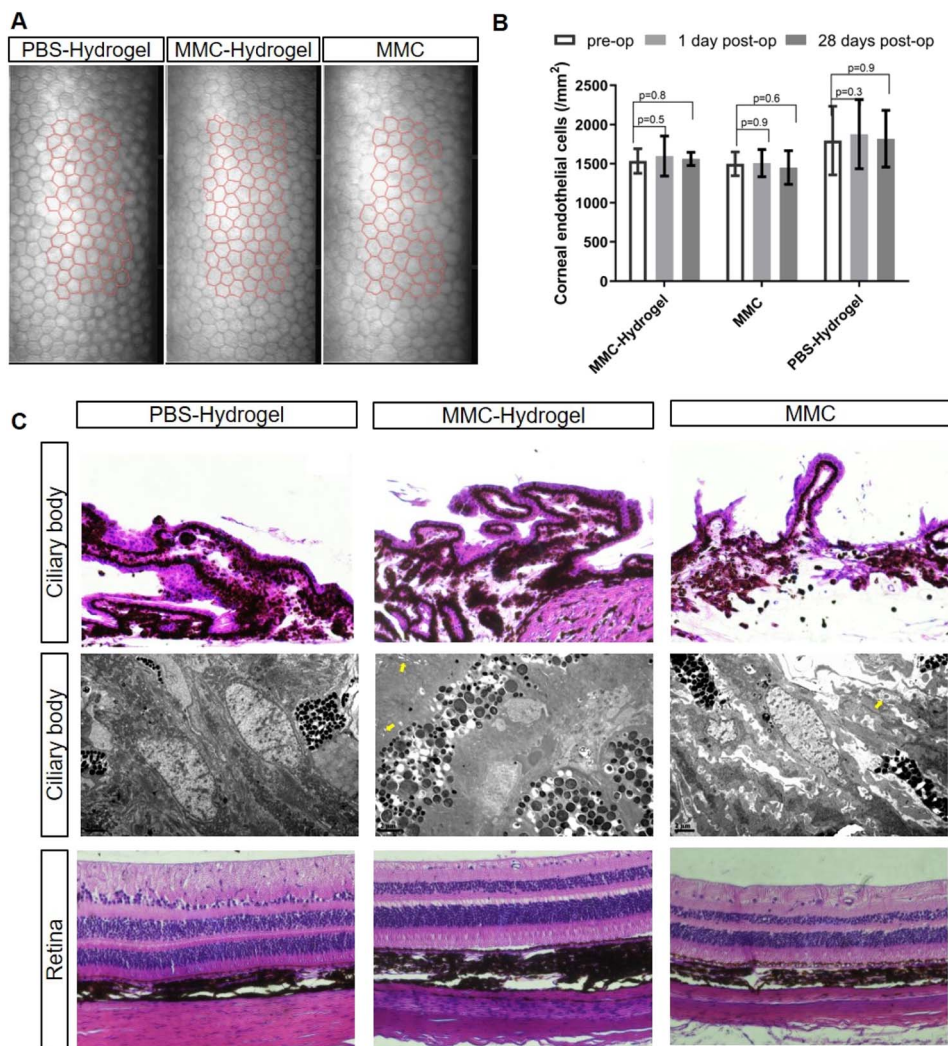 A
PBS-Hydrogel MMC-Hydrogel MMC
B
pre-op 1 day post-op 28 days post-op
Corneal endothelial cells (/mm²)
2500
2000
1500
1000
500
0
p=0.8
p=0.5
p=0.6
p=0.9
p=0.9
p=0.3
MMC-Hydrogel
MMC
PBS-Hydrogel
C
PBS-Hydrogel MMC-Hydrogel MMC
Ciliary body
Ciliary body
2 µm
Retina